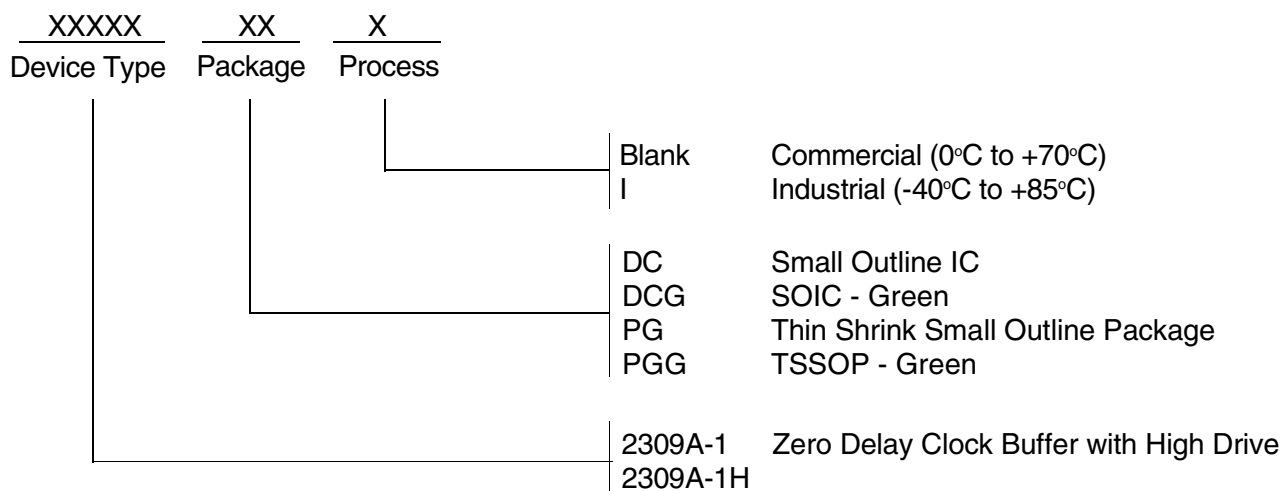 XXXXX XX X
Device Type Package Process
Blank Commercial (0°C to +70°C)
I Industrial (-40°C to +85°C)
DC Small Outline IC
DCG SOIC - Green
PG Thin Shrink Small Outline Package
PGG TSSOP - Green
2309A-1 Zero Delay Clock Buffer with High Drive
2309A-1H